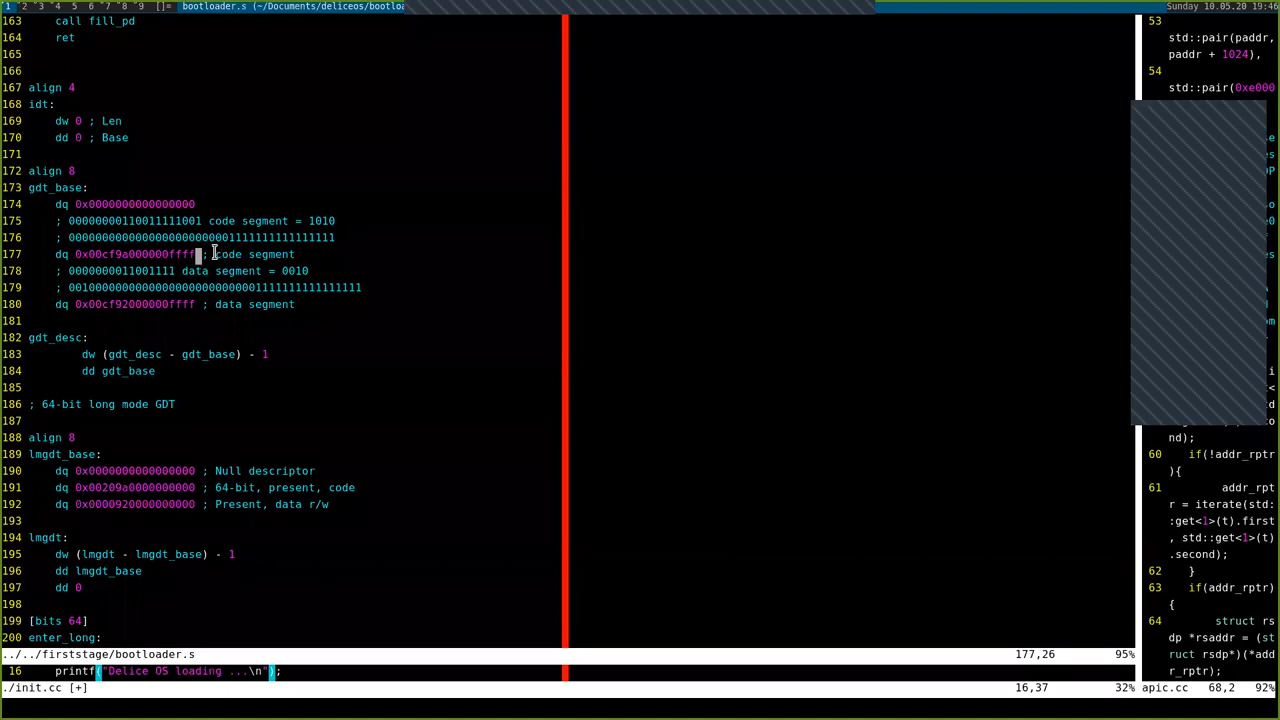 1 2 3 4 5 6 7 8 9 []= bootloader.s (~/Documents/deliceos/bootloa
Sunday 10.05.20 19:46
163 call fill_pd
164 ret
165
166
167 align 4
168 idt:
169 dw 0 ; Len
170 dd 0 ; Base
171
172 align 8
173 gdt_base:
174 dq 0x0000000000000000
175 ; 00000000110011111001 code segment = 1010
176 ; 0000000000000000000000001111111111111111
177 dq 0x00cf9a000000ffff ; code segment
178 ; 0000000011001111 data segment = 0010
179 ; 00100000000000000000000000001111111111111111
180 dq 0x00cf92000000ffff ; data segment
181
182 gdt_desc:
183 dw (gdt_desc - gdt_base) - 1
184 dd gdt_base
185
186 ; 64-bit long mode GDT
187
188 align 8
189 lmgdt_base:
190 dq 0x0000000000000000 ; Null descriptor
191 dq 0x00209a0000000000 ; 64-bit, present, code
192 dq 0x0000920000000000 ; Present, data r/w
193
194 lmgdt:
195 dw (lmgdt - lmgdt_base) - 1
196 dd lmgdt_base
197 dd 0
198
199 [bits 64]
200 enter_long:
../../firststage/bootloader.s 177,26 95%
16 printf("Delice OS loading ...\n");
./init.cc [+] 16,37 32%
53
std::pair(paddr,
paddr + 1024),
54
std::pair(0xe000
nd);
60 if(!addr_rptr
){
61 addr_rpt
r = iterate(std:
:get<1>(t).first
, std::get<1>(t)
.second);
62 }
63 if(addr_rptr)
{
64 struct rs
dp *rsaddr = (st
ruct rsdp*)(*add
r_rptr);
apic.cc 68,2 92%